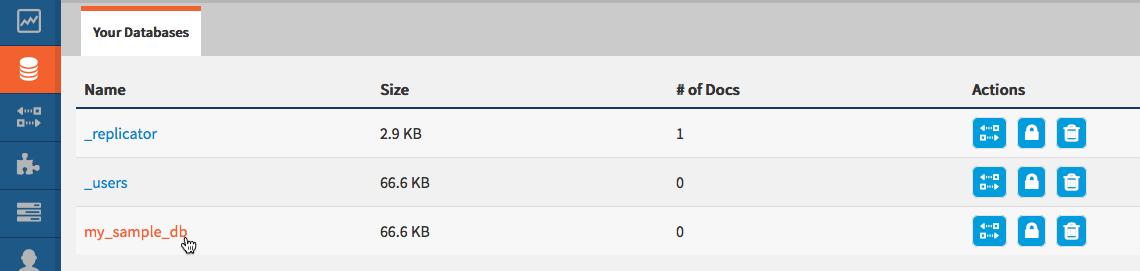 Your Databases
Name Size # of Docs Actions
_replicator 2.9 KB 1
_users 66.6 KB 0
my_sample_db 66.6 KB 0